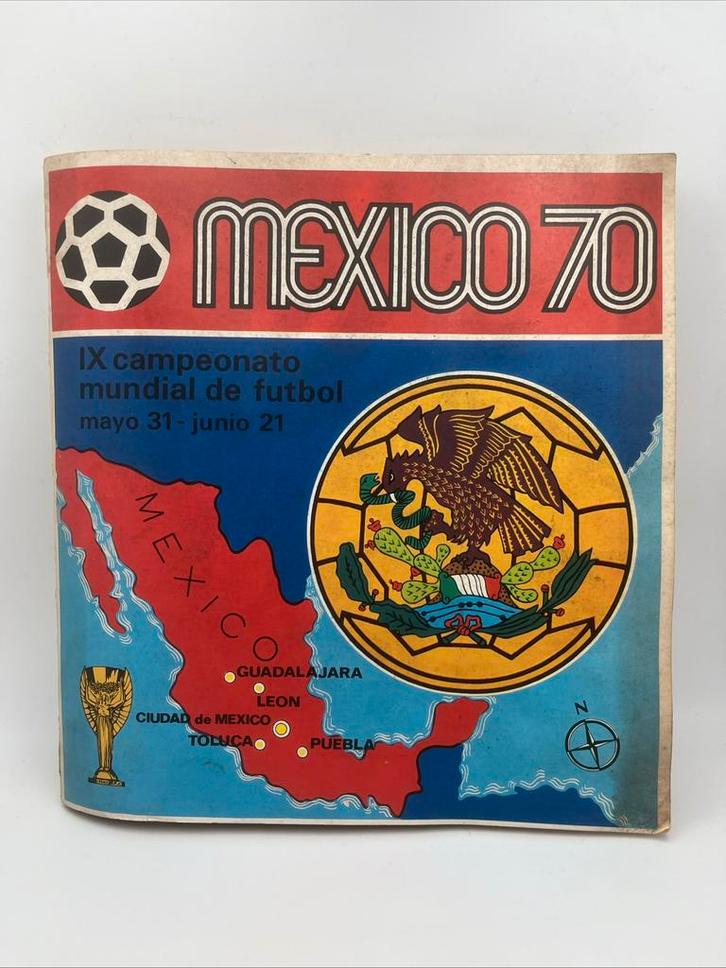 MEXICO 70
IX campeonato
mundial de futbol
mayo 31 - junio 21
MEXICO
GUADALAJARA
LEON
CIUDAD de MEXICO
TOLUCA
PUEBLA
N